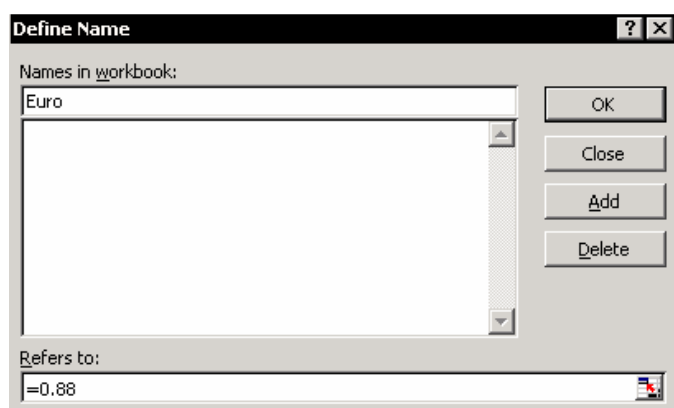 Define Name
Names in workbook:
Euro
OK
Close
Add
Delete
Refers to:
=0.88